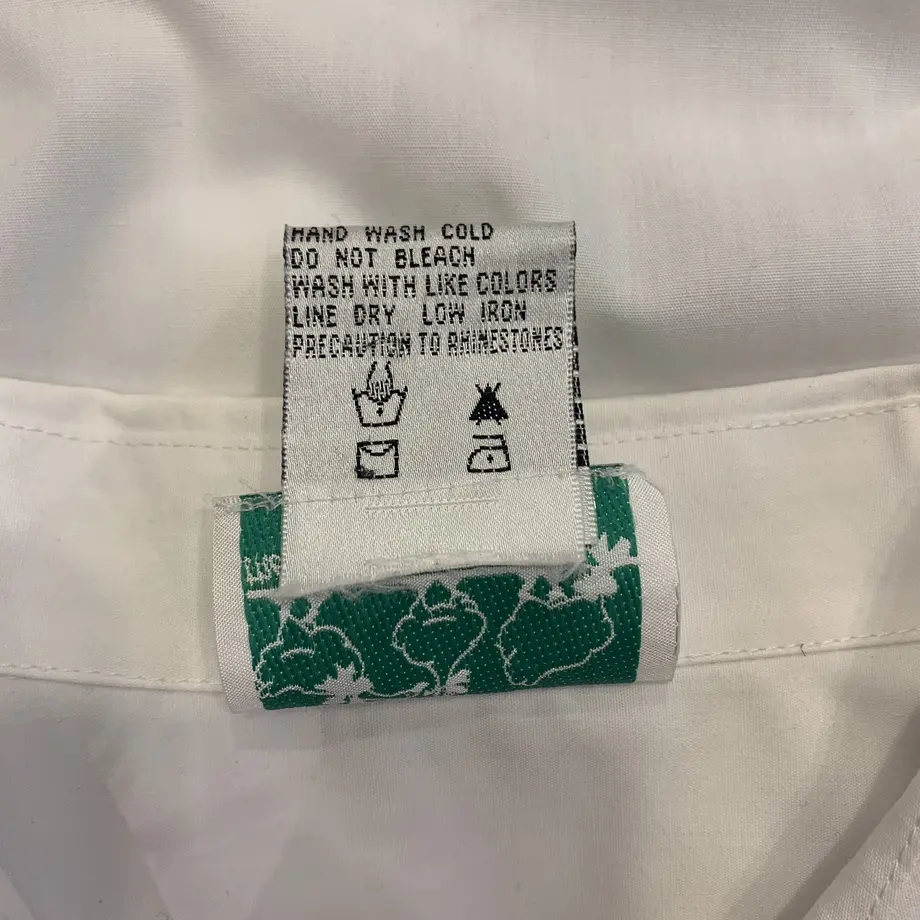 HAND WASH COLD
DO NOT BLEACH
WASH WITH LIKE COLORS
LINE DRY LOW IRON
PRECAUTION TO RHINESTONES